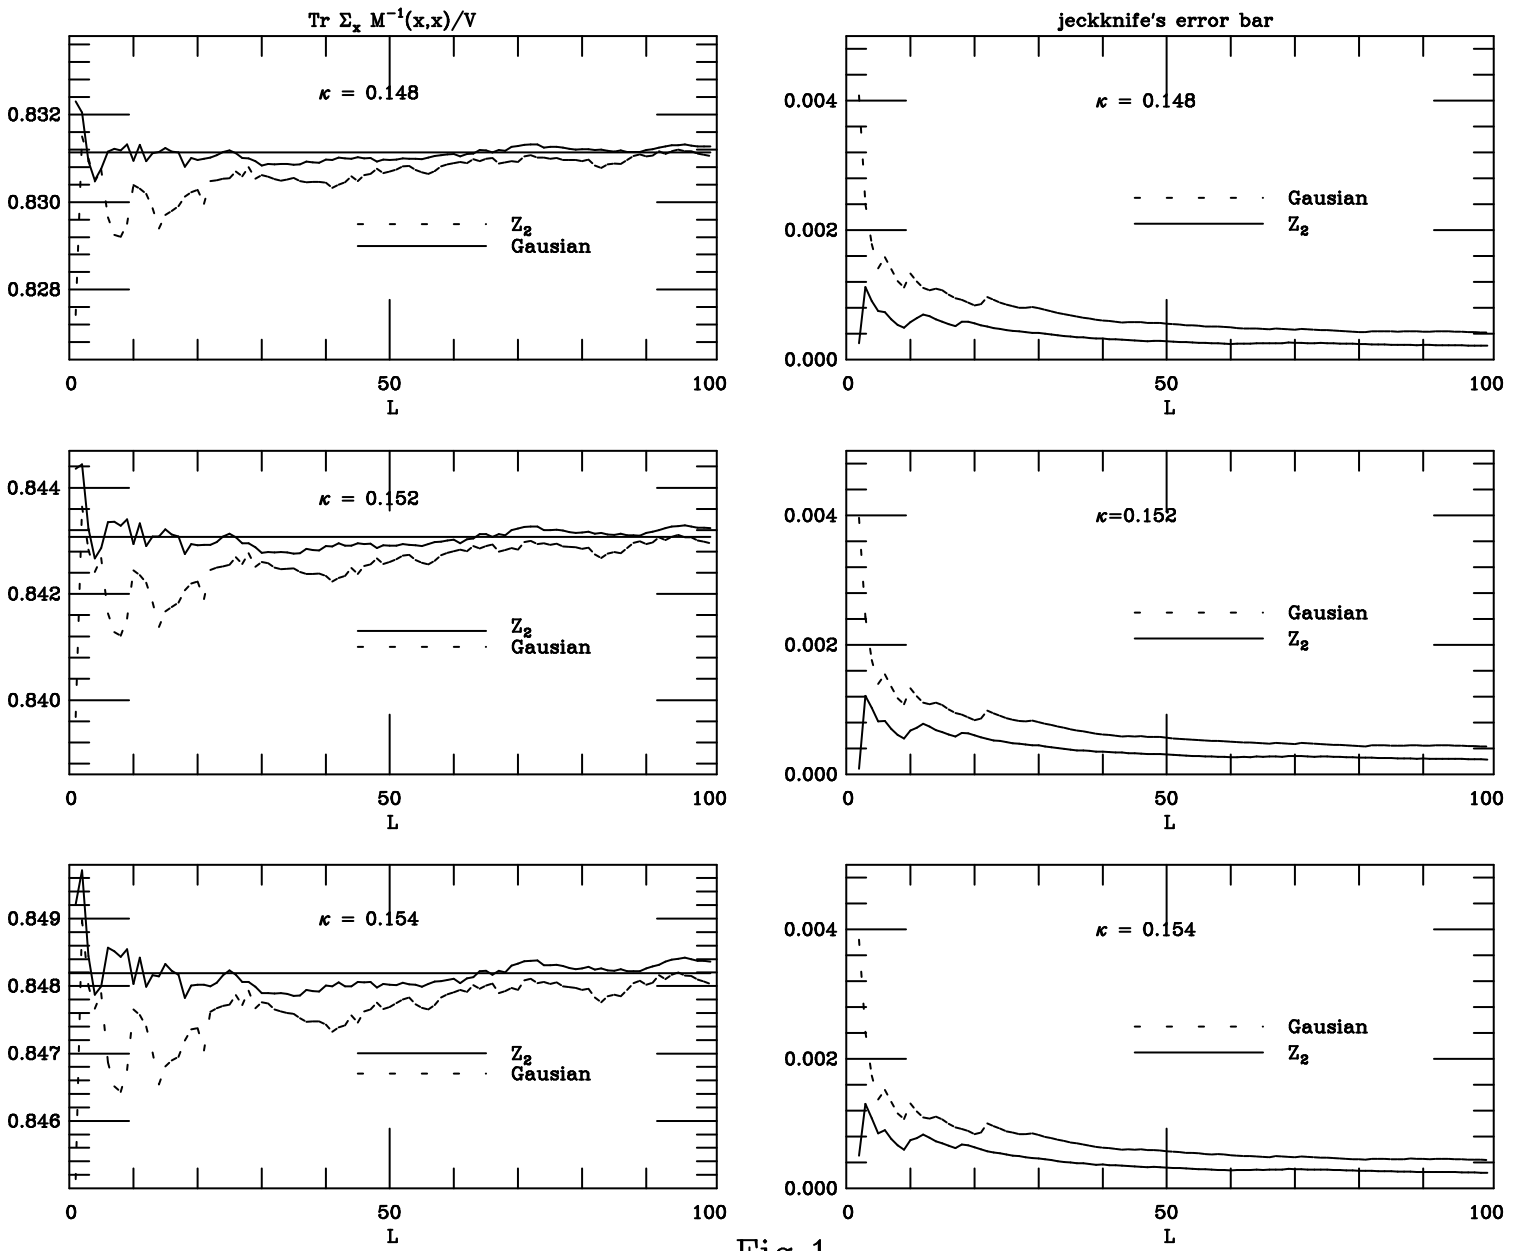 Tr Σx M⁻¹(x,x)/V
κ = 0.148
0.832
0.830
0.828
Z2
Gausian
0 50 100
L
jeckknife's error bar
κ = 0.148
0.004
0.002
0.000
Gausian
Z2
0 50 100
L
κ = 0.152
0.844
0.842
0.840
Z2
Gausian
0 50 100
L
κ=0.152
0.004
0.002
0.000
Gausian
Z2
0 50 100
L
κ = 0.154
0.849
0.848
0.847
0.846
Z2
Gausian
0 50 100
L
κ = 0.154
0.004
0.002
0.000
Gausian
Z2
0 50 100
L
Fig 1